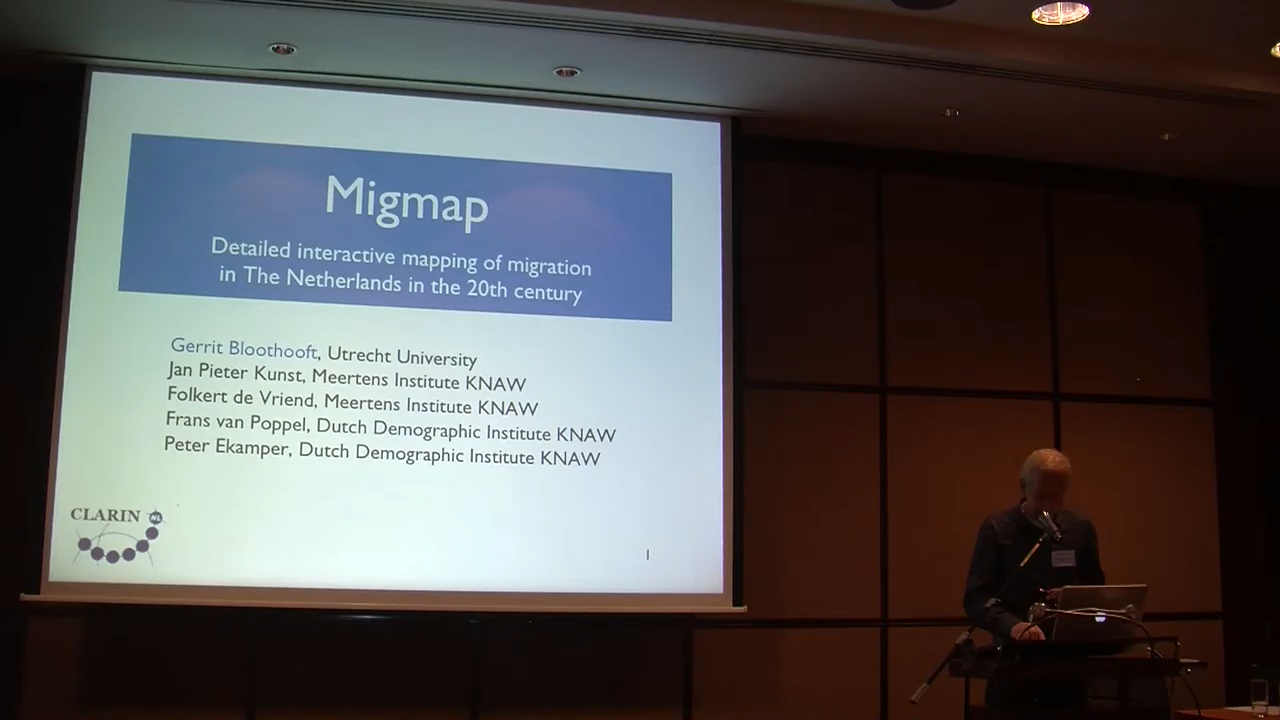 Migmap
Detailed interactive mapping of migration
in The Netherlands in the 20th century
Gerrit Bloothooft, Utrecht University
Jan Pieter Kunst, Meertens Institute KNAW
Folkert de Vriend, Meertens Institute KNAW
Frans van Poppel, Dutch Demographic Institute KNAW
Peter Ekamper, Dutch Demographic Institute KNAW
CLARIN NL
1